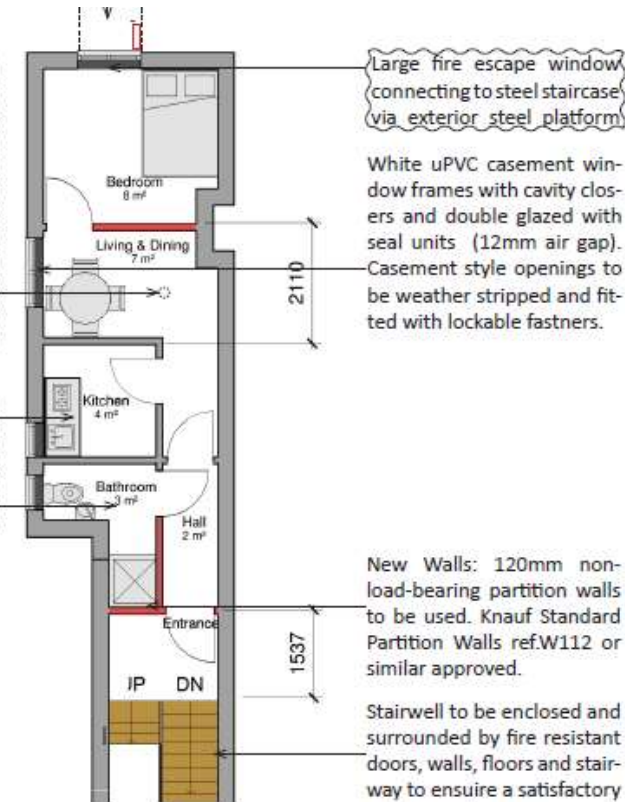 Large fire escape window
connecting to steel staircase
via exterior steel platform
White uPVC casement win-
dow frames with cavity clos-
ers and double glazed with
seal units (12mm air gap).
Casement style openings to
be weather stripped and fit-
ted with lockable fastners.
New Walls: 120mm non-
load-bearing partition walls
to be used. Knauf Standard
Partition Walls ref.W112 or
similar approved.
Stairwell to be enclosed and
surrounded by fire resistant
doors, walls, floors and stair-
way to ensuire a satisfactory
Bedroom
8 m²
Living & Dining
7 m²
2110
Kitchen
4 m²
Bathroom
3 m²
Hall
2 m²
Entrance
1537
UP DN